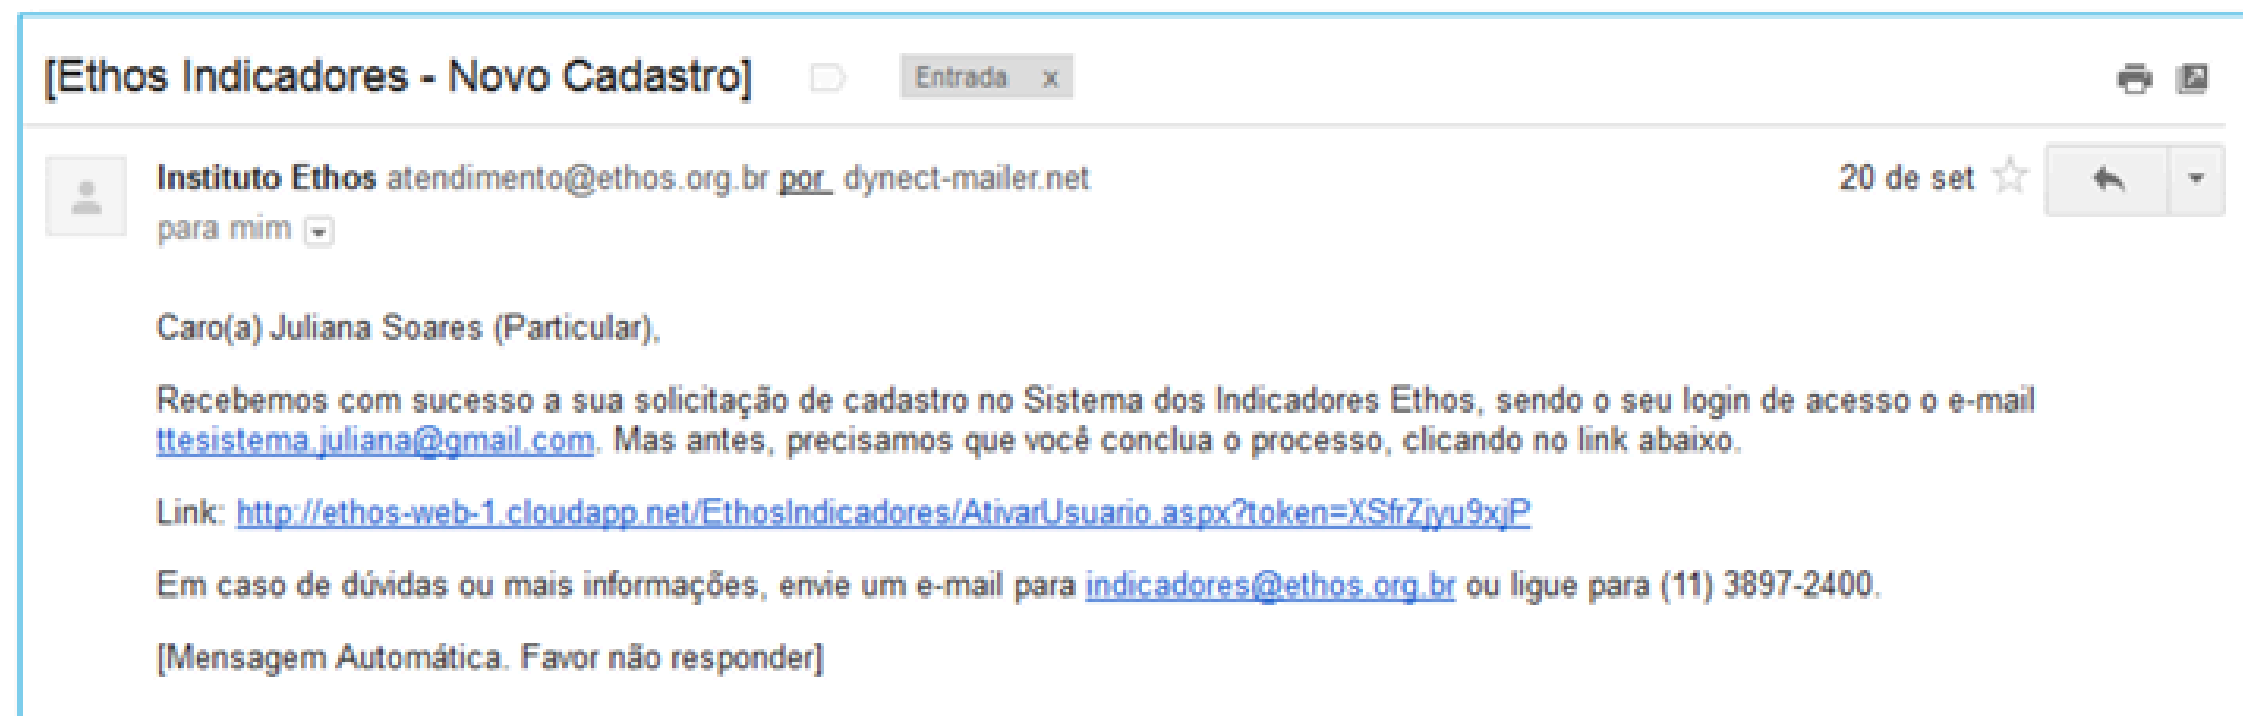 [Ethos Indicadores - Novo Cadastro]
Entrada x
Instituto Ethos atendimento@ethos.org.br por dynect-mailer.net
20 de set
para mim
Caro(a) Juliana Soares (Particular),
Recebemos com sucesso a sua solicitação de cadastro no Sistema dos Indicadores Ethos, sendo o seu login de acesso o e-mail
ttesistema.juliana@gmail.com. Mas antes, precisamos que você conclua o processo, clicando no link abaixo.
Link: http://ethos-web-1.cloudapp.net/EthosIndicadores/AtivarUsuario.aspx?token=XSfrZjyu9xjP
Em caso de dúvidas ou mais informações, envie um e-mail para indicadores@ethos.org.br ou ligue para (11) 3897-2400.
[Mensagem Automática. Favor não responder]